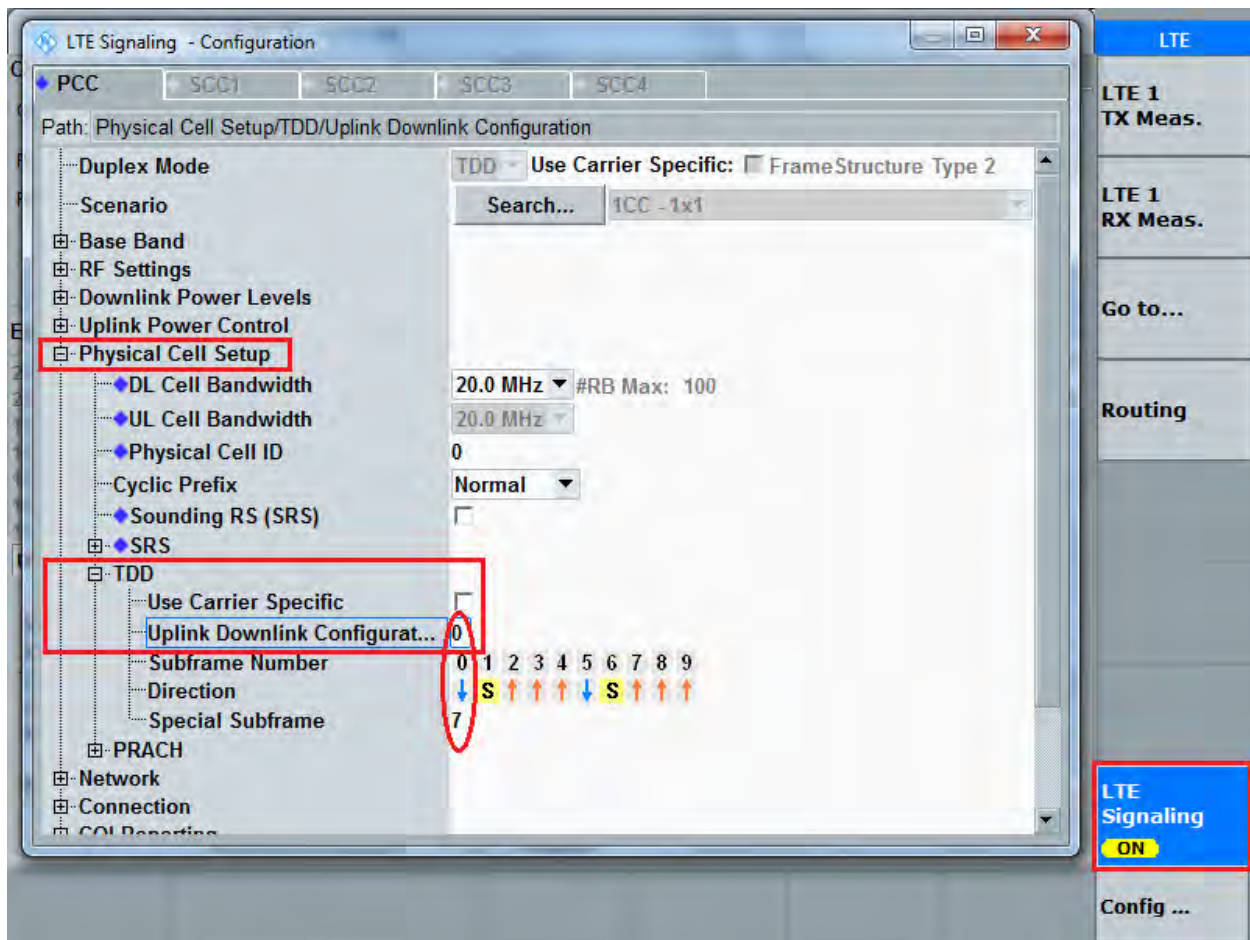 LTE Signaling - Configuration
LTE
PCC SCC1 SCC2 SCC3 SCC4
LTE 1
TX Meas.
Path: Physical Cell Setup/TDD/Uplink Downlink Configuration
Duplex Mode TDD Use Carrier Specific: FrameStructure Type 2
Scenario Search... 1CC - 1x1
LTE 1
RX Meas.
Base Band
RF Settings
Downlink Power Levels
Go to...
Uplink Power Control
Physical Cell Setup
DL Cell Bandwidth 20.0 MHz #RB Max: 100
UL Cell Bandwidth 20.0 MHz
Routing
Physical Cell ID 0
Cyclic Prefix Normal
Sounding RS (SRS)
SRS
TDD
Use Carrier Specific
Uplink Downlink Configurat... 0
Subframe Number 0 1 2 3 4 5 6 7 8 9
Direction ↓ S ↑ ↑ ↑ ↓ S ↑ ↑ ↑
Special Subframe 7
PRACH
Network
Connection
CQI Reporting
LTE
Signaling
ON
Config ...